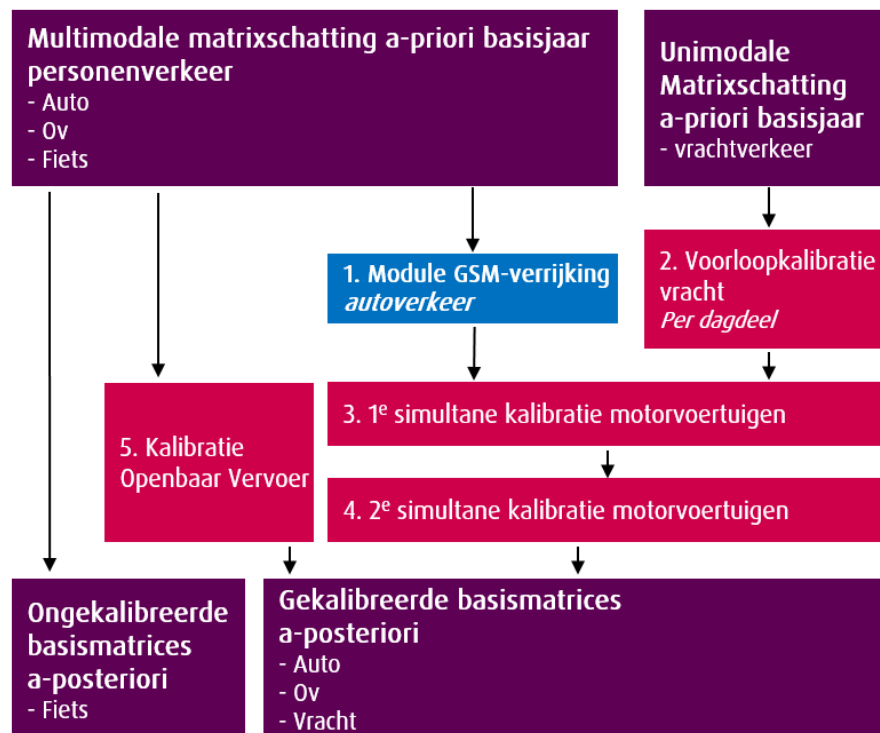 Multimodale matrixschatting a-priori basisjaar
personenverkeer
- Auto
- Ov
- Fiets
Unimodale
Matrixschatting
a-priori basisjaar
- vrachtverkeer
1. Module GSM-verrijking
autoverkeer
2. Voorloopkalibratie
vracht
Per dagdeel
3. 1e simultane kalibratie motorvoertuigen
5. Kalibratie
Openbaar Vervoer
4. 2e simultane kalibratie motorvoertuigen
Ongekalibreerde
basismatrices
a-posteriori
- Fiets
Gekalibreerde basismatrices
a-posteriori
- Auto
- Ov
- Vracht